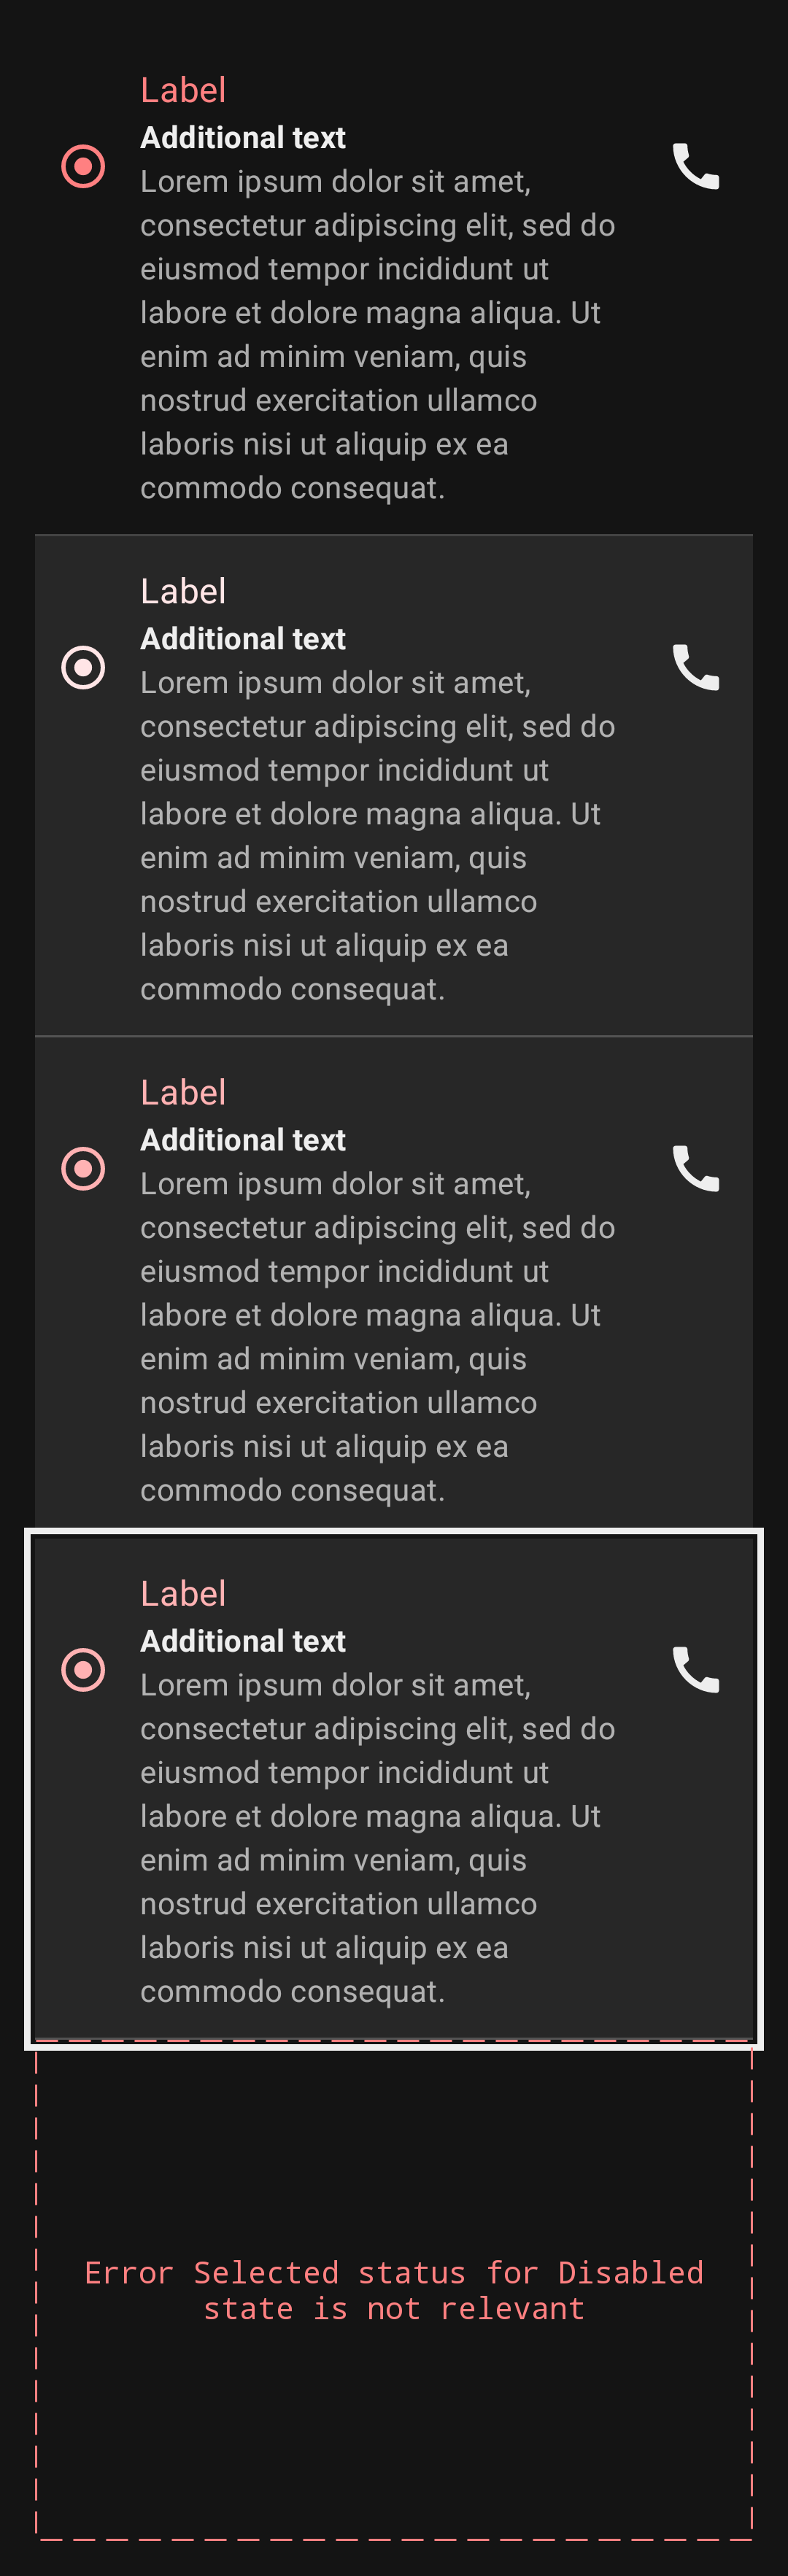 Label
Additional text
Lorem ipsum dolor sit amet,
consectetur adipiscing elit, sed do
eiusmod tempor incididunt ut
labore et dolore magna aliqua. Ut
enim ad minim veniam, quis
nostrud exercitation ullamco
laboris nisi ut aliquip ex ea
commodo consequat.
Label
Additional text
Lorem ipsum dolor sit amet,
consectetur adipiscing elit, sed do
eiusmod tempor incididunt ut
labore et dolore magna aliqua. Ut
enim ad minim veniam, quis
nostrud exercitation ullamco
laboris nisi ut aliquip ex ea
commodo consequat.
Label
Additional text
Lorem ipsum dolor sit amet,
consectetur adipiscing elit, sed do
eiusmod tempor incididunt ut
labore et dolore magna aliqua. Ut
enim ad minim veniam, quis
nostrud exercitation ullamco
laboris nisi ut aliquip ex ea
commodo consequat.
Label
Additional text
Lorem ipsum dolor sit amet,
consectetur adipiscing elit, sed do
eiusmod tempor incididunt ut
labore et dolore magna aliqua. Ut
enim ad minim veniam, quis
nostrud exercitation ullamco
laboris nisi ut aliquip ex ea
commodo consequat.
Error Selected status for Disabled
state is not relevant